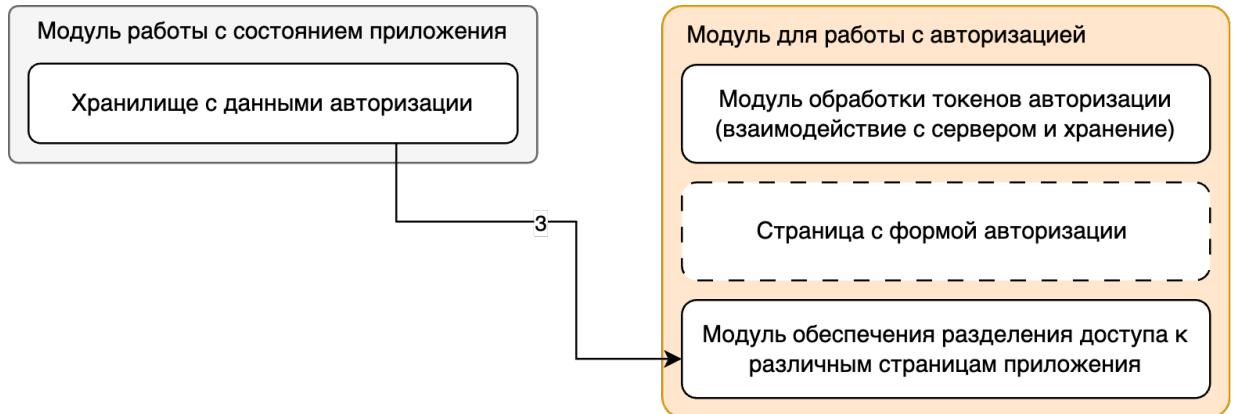 Модуль работы с состоянием приложения
Хранилище с данными авторизации
3
Модуль для работы с авторизацией
Модуль обработки токенов авторизации
(взаимодействие с сервером и хранение)
Страница с формой авторизации
Модуль обеспечения разделения доступа к
различным страницам приложения